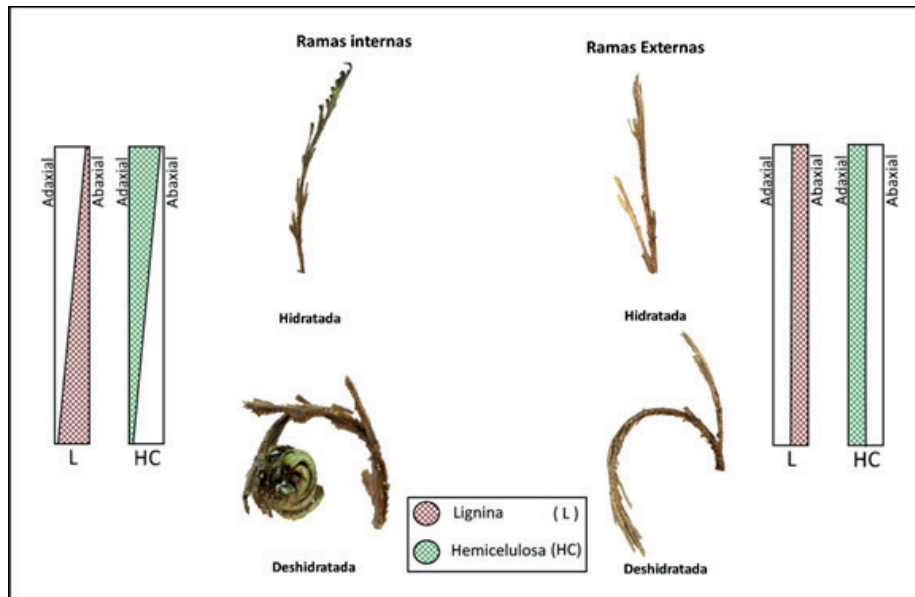 Ramas internas
Ramas Externas
Adaxial
Abaxial
Adaxial
Abaxial
L
HC
Hidratada
Hidratada
Adaxial
Abaxial
Adaxial
Abaxial
L
HC
Lignina (L)
Hemicelulosa (HC)
Deshidratada
Deshidratada